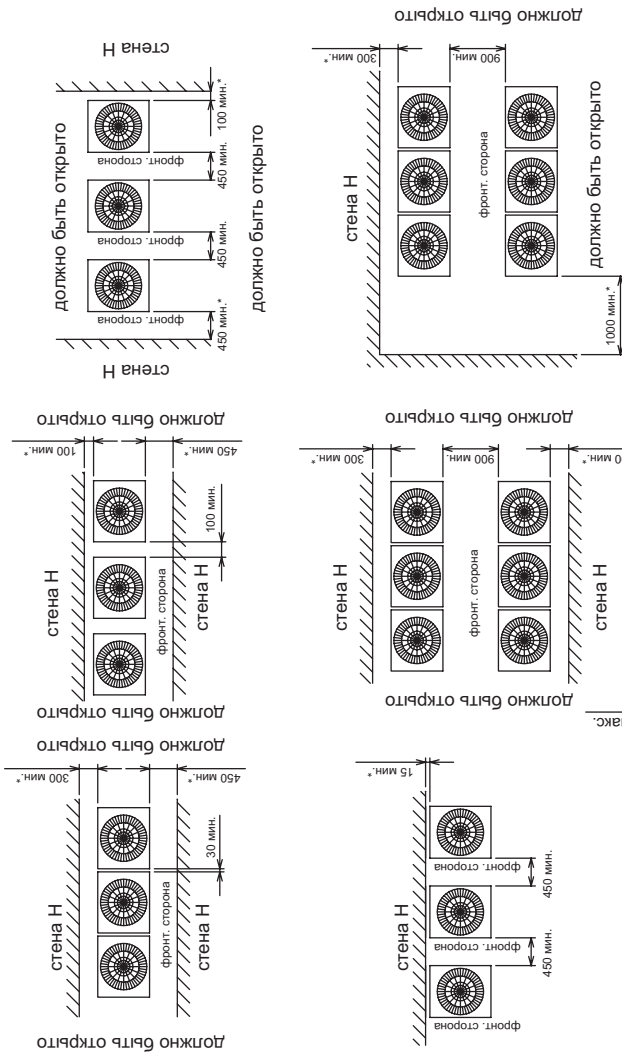 стена Н
должно быть открыто
100 мин.*
фронт. сторона
450 мин.
фронт. сторона
450 мин.
фронт. сторона
450 мин.*
должно быть открыто
стена Н
должно быть открыто
300 мин.*
900 мин.
стена Н
фронт. сторона
должно быть открыто
1000 мин.*
должно быть открыто
100 мин.*
450 мин.*
100 мин.
стена Н
фронт. сторона
стена Н
должно быть открыто
должно быть открыто
300 мин.*
900 мин.
стена Н
фронт. сторона
должно быть открыто
должно быть открыто
300 мин.*
450 мин.*
30 мин.
стена Н
фронт. сторона
стена Н
должно быть открыто
15 мин.*
стена Н
фронт. сторона
450 мин.
фронт. сторона
450 мин.
фронт. сторона